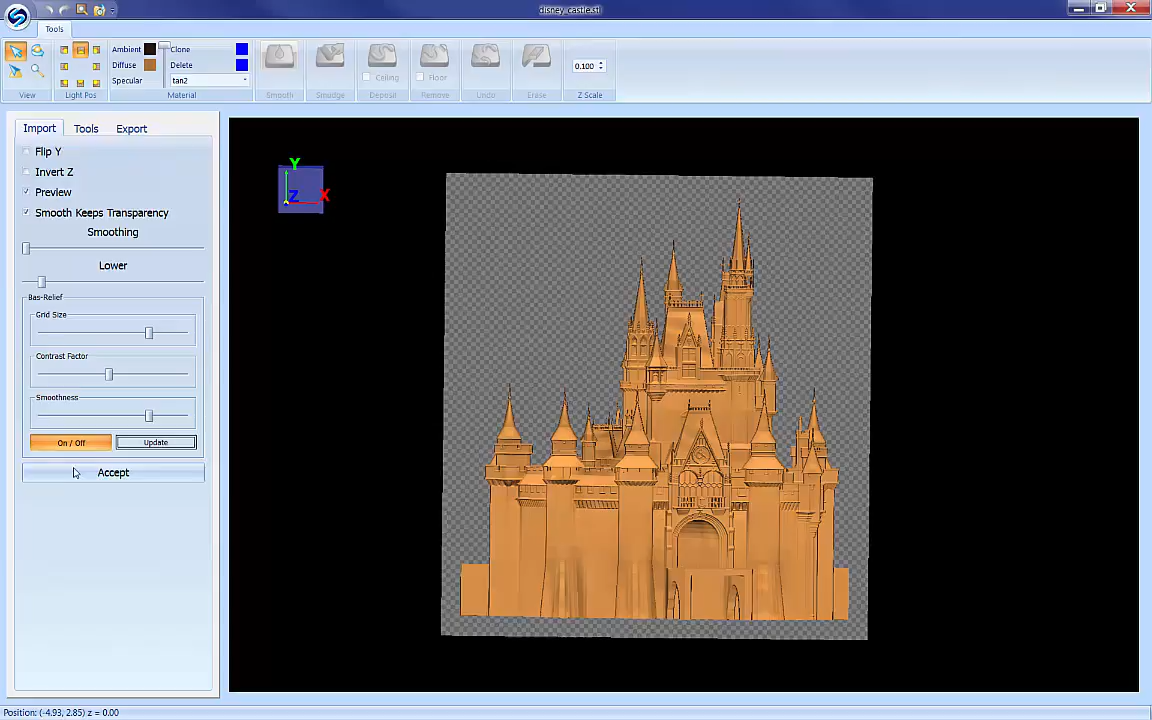 disney_castle.stl
Tools
Ambient
Clone
Diffuse
Delete
Specular
tan2
Ceiling
Floor
0.100
View
Light Pos
Material
Smooth
Smudge
Deposit
Remove
Undo
Erase
Z Scale
Import
Tools
Export
Flip Y
Invert Z
Preview
Smooth Keeps Transparency
Smoothing
Lower
Bas-Relief
Grid Size
Contrast Factor
Smoothness
On / Off
Update
Accept
Y
Z
X
Position: (-4.93, 2.85) z = 0.00